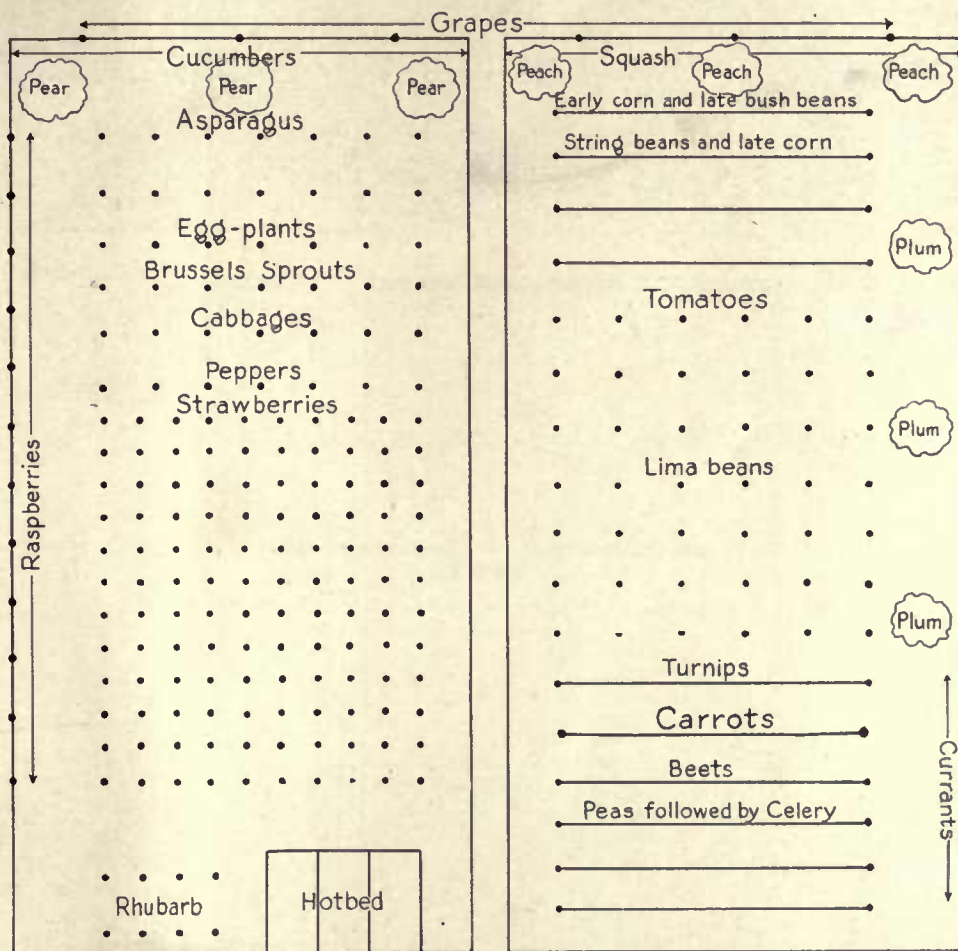 Grapes
Cucumbers
Pear
Pear
Pear
Asparagus
Egg-plants
Brussels Sprouts
Cabbages
Peppers
Strawberries
Raspberries
Rhubarb
Hotbed
Squash
Peach
Peach
Peach
Early corn and late bush beans
String beans and late corn
Plum
Tomatoes
Plum
Lima beans
Plum
Turnips
Carrots
Beets
Peas followed by Celery
Currants